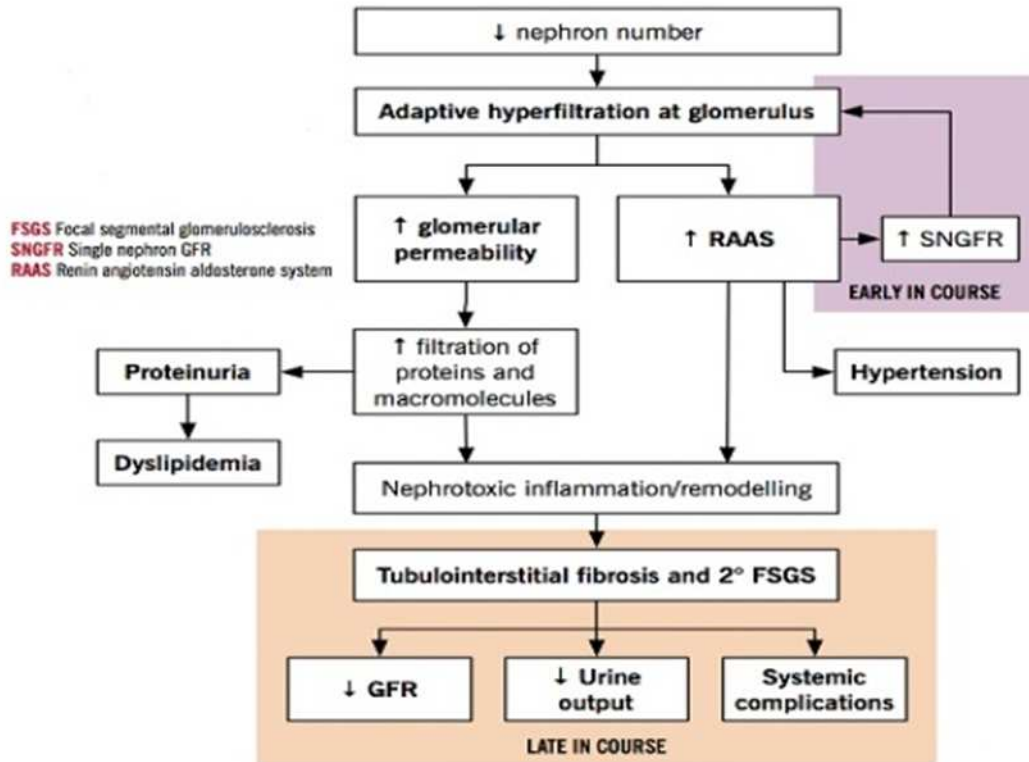 ↓ nephron number
Adaptive hyperfiltration at glomerulus
↑ glomerular
permeability
↑ RAAS
↑ SNGFR
EARLY IN COURSE
FSGS Focal segmental glomerulosclerosis
SNGFR Single nephron GFR
RAAS Renin angiotensin aldosterone system
↑ filtration of
proteins and
macromolecules
Proteinuria
Hypertension
Dyslipidemia
Nephrotoxic inflammation/remodelling
Tubulointerstitial fibrosis and 2° FSGS
↓ GFR
↓ Urine
output
Systemic
complications
LATE IN COURSE